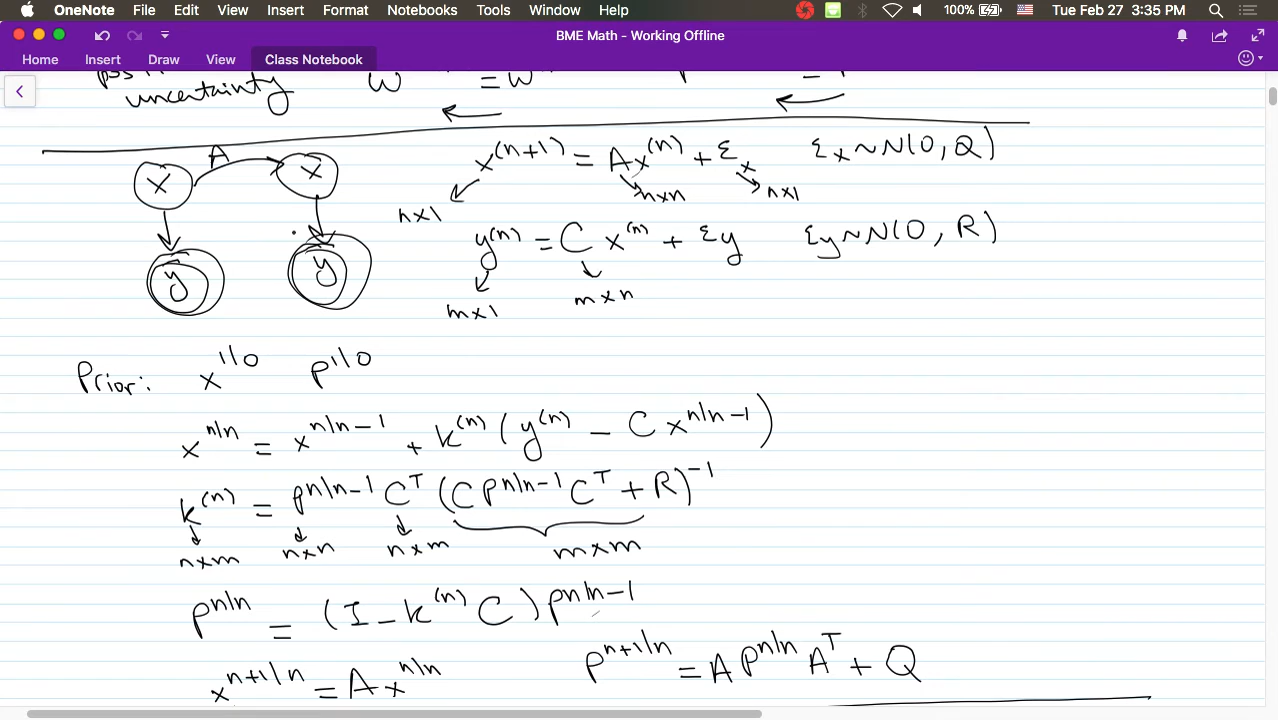 OneNote File Edit View Insert Format Notebooks Tools Window Help 100% Tue Feb 27 3:35 PM
BME Math - Working Offline
Home Insert Draw View Class Notebook
uncertainty
A
x x
x^(n+1) = Ax^(n) + ε_x ε_x ~ N(0, Q)
n×1 n×n n×1
y y
y^(n) = C x^(n) + ε_y ε_y ~ N(0, R)
m×1 m×n
Prior: x^1|0 P^1|0
x^n|n = x^n|n-1 + k^(n) (y^(n) - C x^n|n-1)
k^(n) = P^n|n-1 C^T (C P^n|n-1 C^T + R)^-1
n×m n×n n×m m×m
P^n|n = (I - k^(n) C) P^n|n-1
x^n+1|n = A x^n|n P^n+1|n = A P^n|n A^T + Q